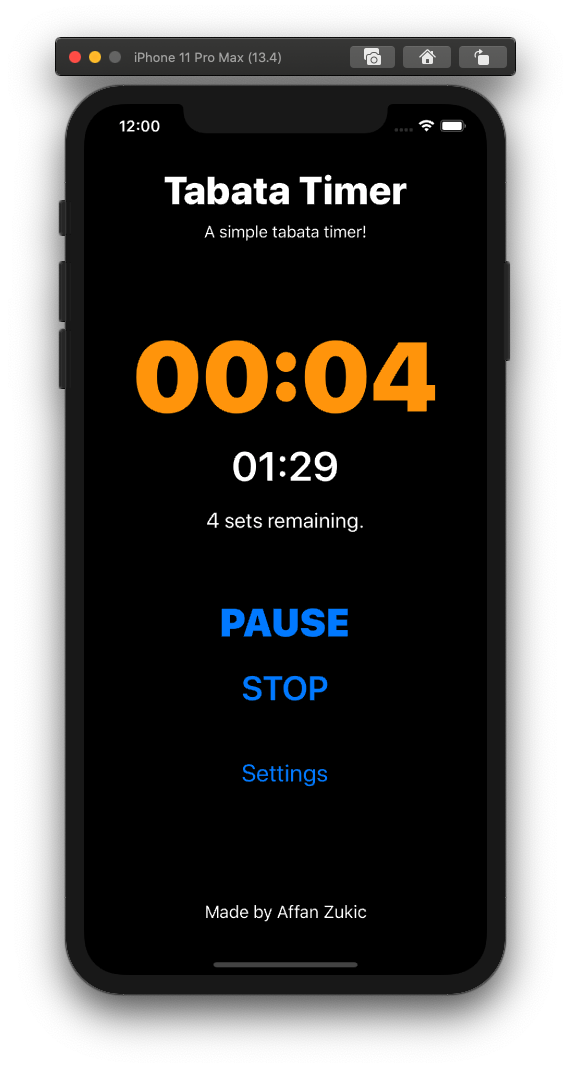 iPhone 11 Pro Max (13.4)
12:00
Tabata Timer
A simple tabata timer!
00:04
01:29
4 sets remaining.
PAUSE
STOP
Settings
Made by Affan Zukic